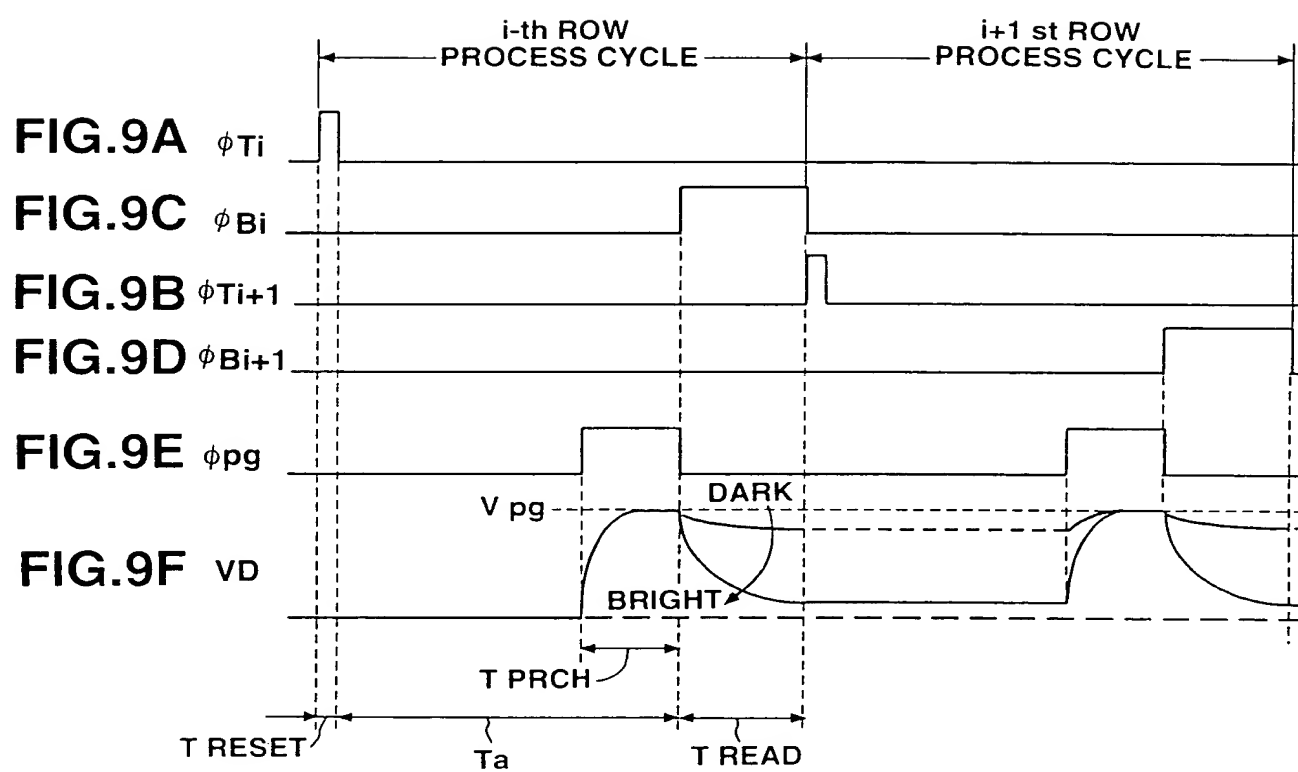 i-th ROW
PROCESS CYCLE
i+1 st ROW
PROCESS CYCLE
FIG.9A φTi
FIG.9C φBi
FIG.9B φTi+1
FIG.9D φBi+1
FIG.9E φpg
V pg
DARK
FIG.9F VD
BRIGHT
T PRCH
T RESET
Ta
T READ